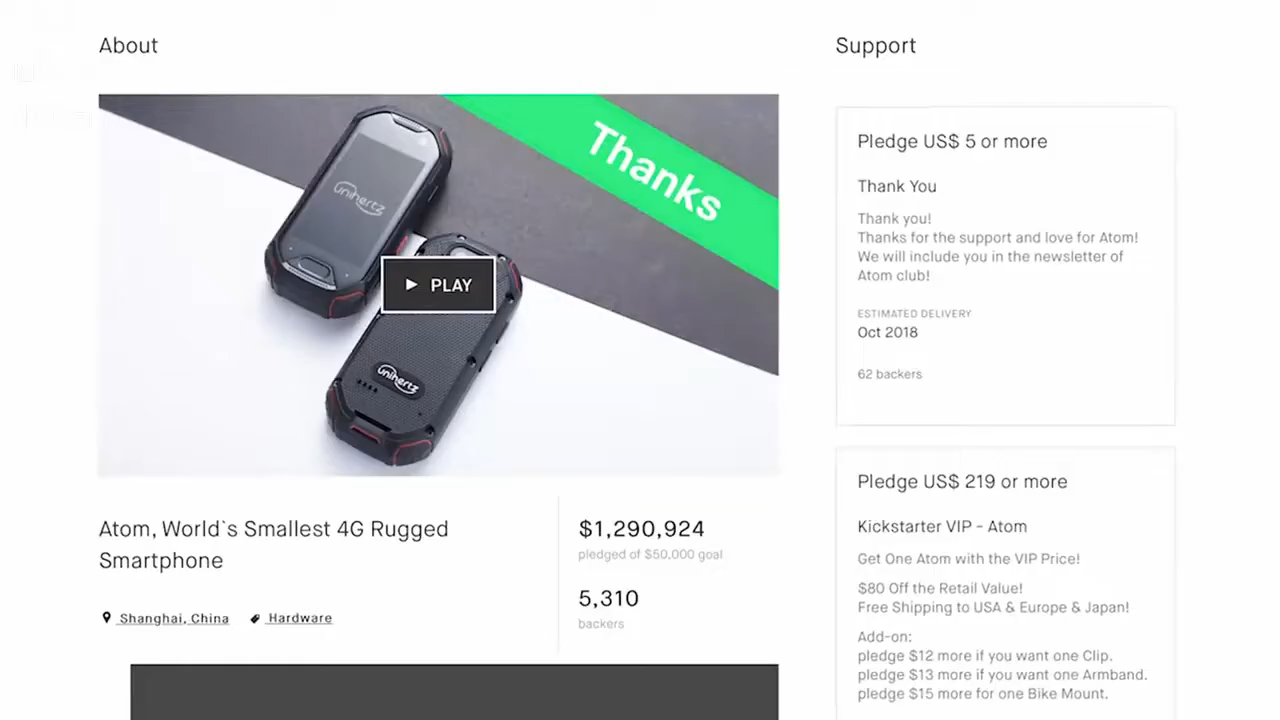 About
Support
Thanks
unihertz
PLAY
unihertz
Atom, World`s Smallest 4G Rugged
Smartphone
Shanghai, China
Hardware
$1,290,924
pledged of $50,000 goal
5,310
backers
Pledge US$ 5 or more
Thank You
Thank you!
Thanks for the support and love for Atom!
We will include you in the newsletter of
Atom club!
ESTIMATED DELIVERY
Oct 2018
62 backers
Pledge US$ 219 or more
Kickstarter VIP - Atom
Get One Atom with the VIP Price!
$80 Off the Retail Value!
Free Shipping to USA & Europe & Japan!
Add-on:
pledge $12 more if you want one Clip.
pledge $13 more if you want one Armband.
pledge $15 more for one Bike Mount.